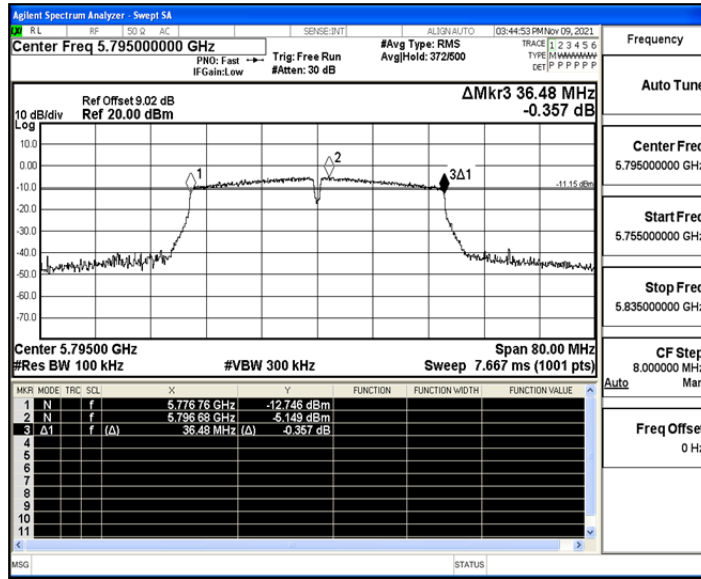 Agilent Spectrum Analyzer - Swept SA
RL RF 50 Ω AC SENSE:INT ALIGN AUTO 03:44:53 PM Nov 09, 2021
Center Freq 5.795000000 GHz
PNO: Fast
IFGain:Low
Trig: Free Run
#Atten: 30 dB
#Avg Type: RMS
Avg|Hold: 372/500
TRACE 1 2 3 4 5 6
TYPE MWWWWW
DET P P P P P P
ΔMkr3 36.48 MHz
-0.357 dB
Ref Offset 9.02 dB
Ref 20.00 dBm
10 dB/div
Log
10.0
0.00
-10.0
-20.0
-30.0
-40.0
-50.0
-60.0
-70.0
1
2
3Δ1
-11.15 dBm
Center 5.79500 GHz Span 80.00 MHz
#Res BW 100 kHz #VBW 300 kHz Sweep 7.667 ms (1001 pts)
MKR MODE TRC SCL X Y FUNCTION FUNCTION WIDTH FUNCTION VALUE
1 N f 5.776 76 GHz -12.746 dBm
2 N f 5.796 68 GHz -5.149 dBm
3 Δ1 f (Δ) 36.48 MHz (Δ) -0.357 dB
4
5
6
7
8
9
10
11
MSG STATUS
Frequency
Auto Tune
Center Freq
5.795000000 GHz
Start Freq
5.755000000 GHz
Stop Freq
5.835000000 GHz
CF Step
8.000000 MHz
Auto Man
Freq Offset
0 Hz